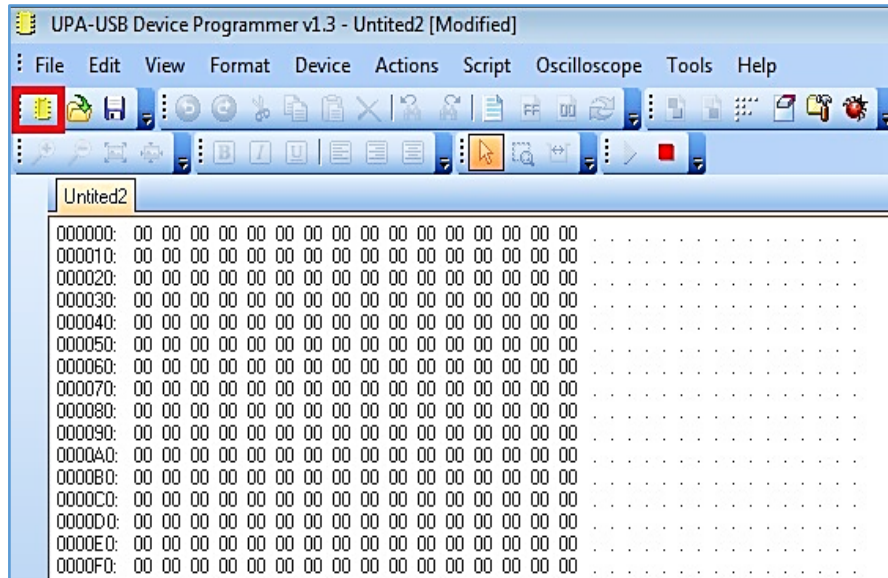 UPA-USB Device Programmer v1.3 - Untited2 [Modified]
File Edit View Format Device Actions Script Oscilloscope Tools Help
FF 00
B I U
Untited2
000000: 00 00 00 00 00 00 00 00 00 00 00 00 00 00 00 00 . . . . . . . . . . . . . . . .
000010: 00 00 00 00 00 00 00 00 00 00 00 00 00 00 00 00 . . . . . . . . . . . . . . . .
000020: 00 00 00 00 00 00 00 00 00 00 00 00 00 00 00 00 . . . . . . . . . . . . . . . .
000030: 00 00 00 00 00 00 00 00 00 00 00 00 00 00 00 00 . . . . . . . . . . . . . . . .
000040: 00 00 00 00 00 00 00 00 00 00 00 00 00 00 00 00 . . . . . . . . . . . . . . . .
000050: 00 00 00 00 00 00 00 00 00 00 00 00 00 00 00 00 . . . . . . . . . . . . . . . .
000060: 00 00 00 00 00 00 00 00 00 00 00 00 00 00 00 00 . . . . . . . . . . . . . . . .
000070: 00 00 00 00 00 00 00 00 00 00 00 00 00 00 00 00 . . . . . . . . . . . . . . . .
000080: 00 00 00 00 00 00 00 00 00 00 00 00 00 00 00 00 . . . . . . . . . . . . . . . .
000090: 00 00 00 00 00 00 00 00 00 00 00 00 00 00 00 00 . . . . . . . . . . . . . . . .
0000A0: 00 00 00 00 00 00 00 00 00 00 00 00 00 00 00 00 . . . . . . . . . . . . . . . .
0000B0: 00 00 00 00 00 00 00 00 00 00 00 00 00 00 00 00 . . . . . . . . . . . . . . . .
0000C0: 00 00 00 00 00 00 00 00 00 00 00 00 00 00 00 00 . . . . . . . . . . . . . . . .
0000D0: 00 00 00 00 00 00 00 00 00 00 00 00 00 00 00 00 . . . . . . . . . . . . . . . .
0000E0: 00 00 00 00 00 00 00 00 00 00 00 00 00 00 00 00 . . . . . . . . . . . . . . . .
0000F0: 00 00 00 00 00 00 00 00 00 00 00 00 00 00 00 00 . . . . . . . . . . . . . . . .